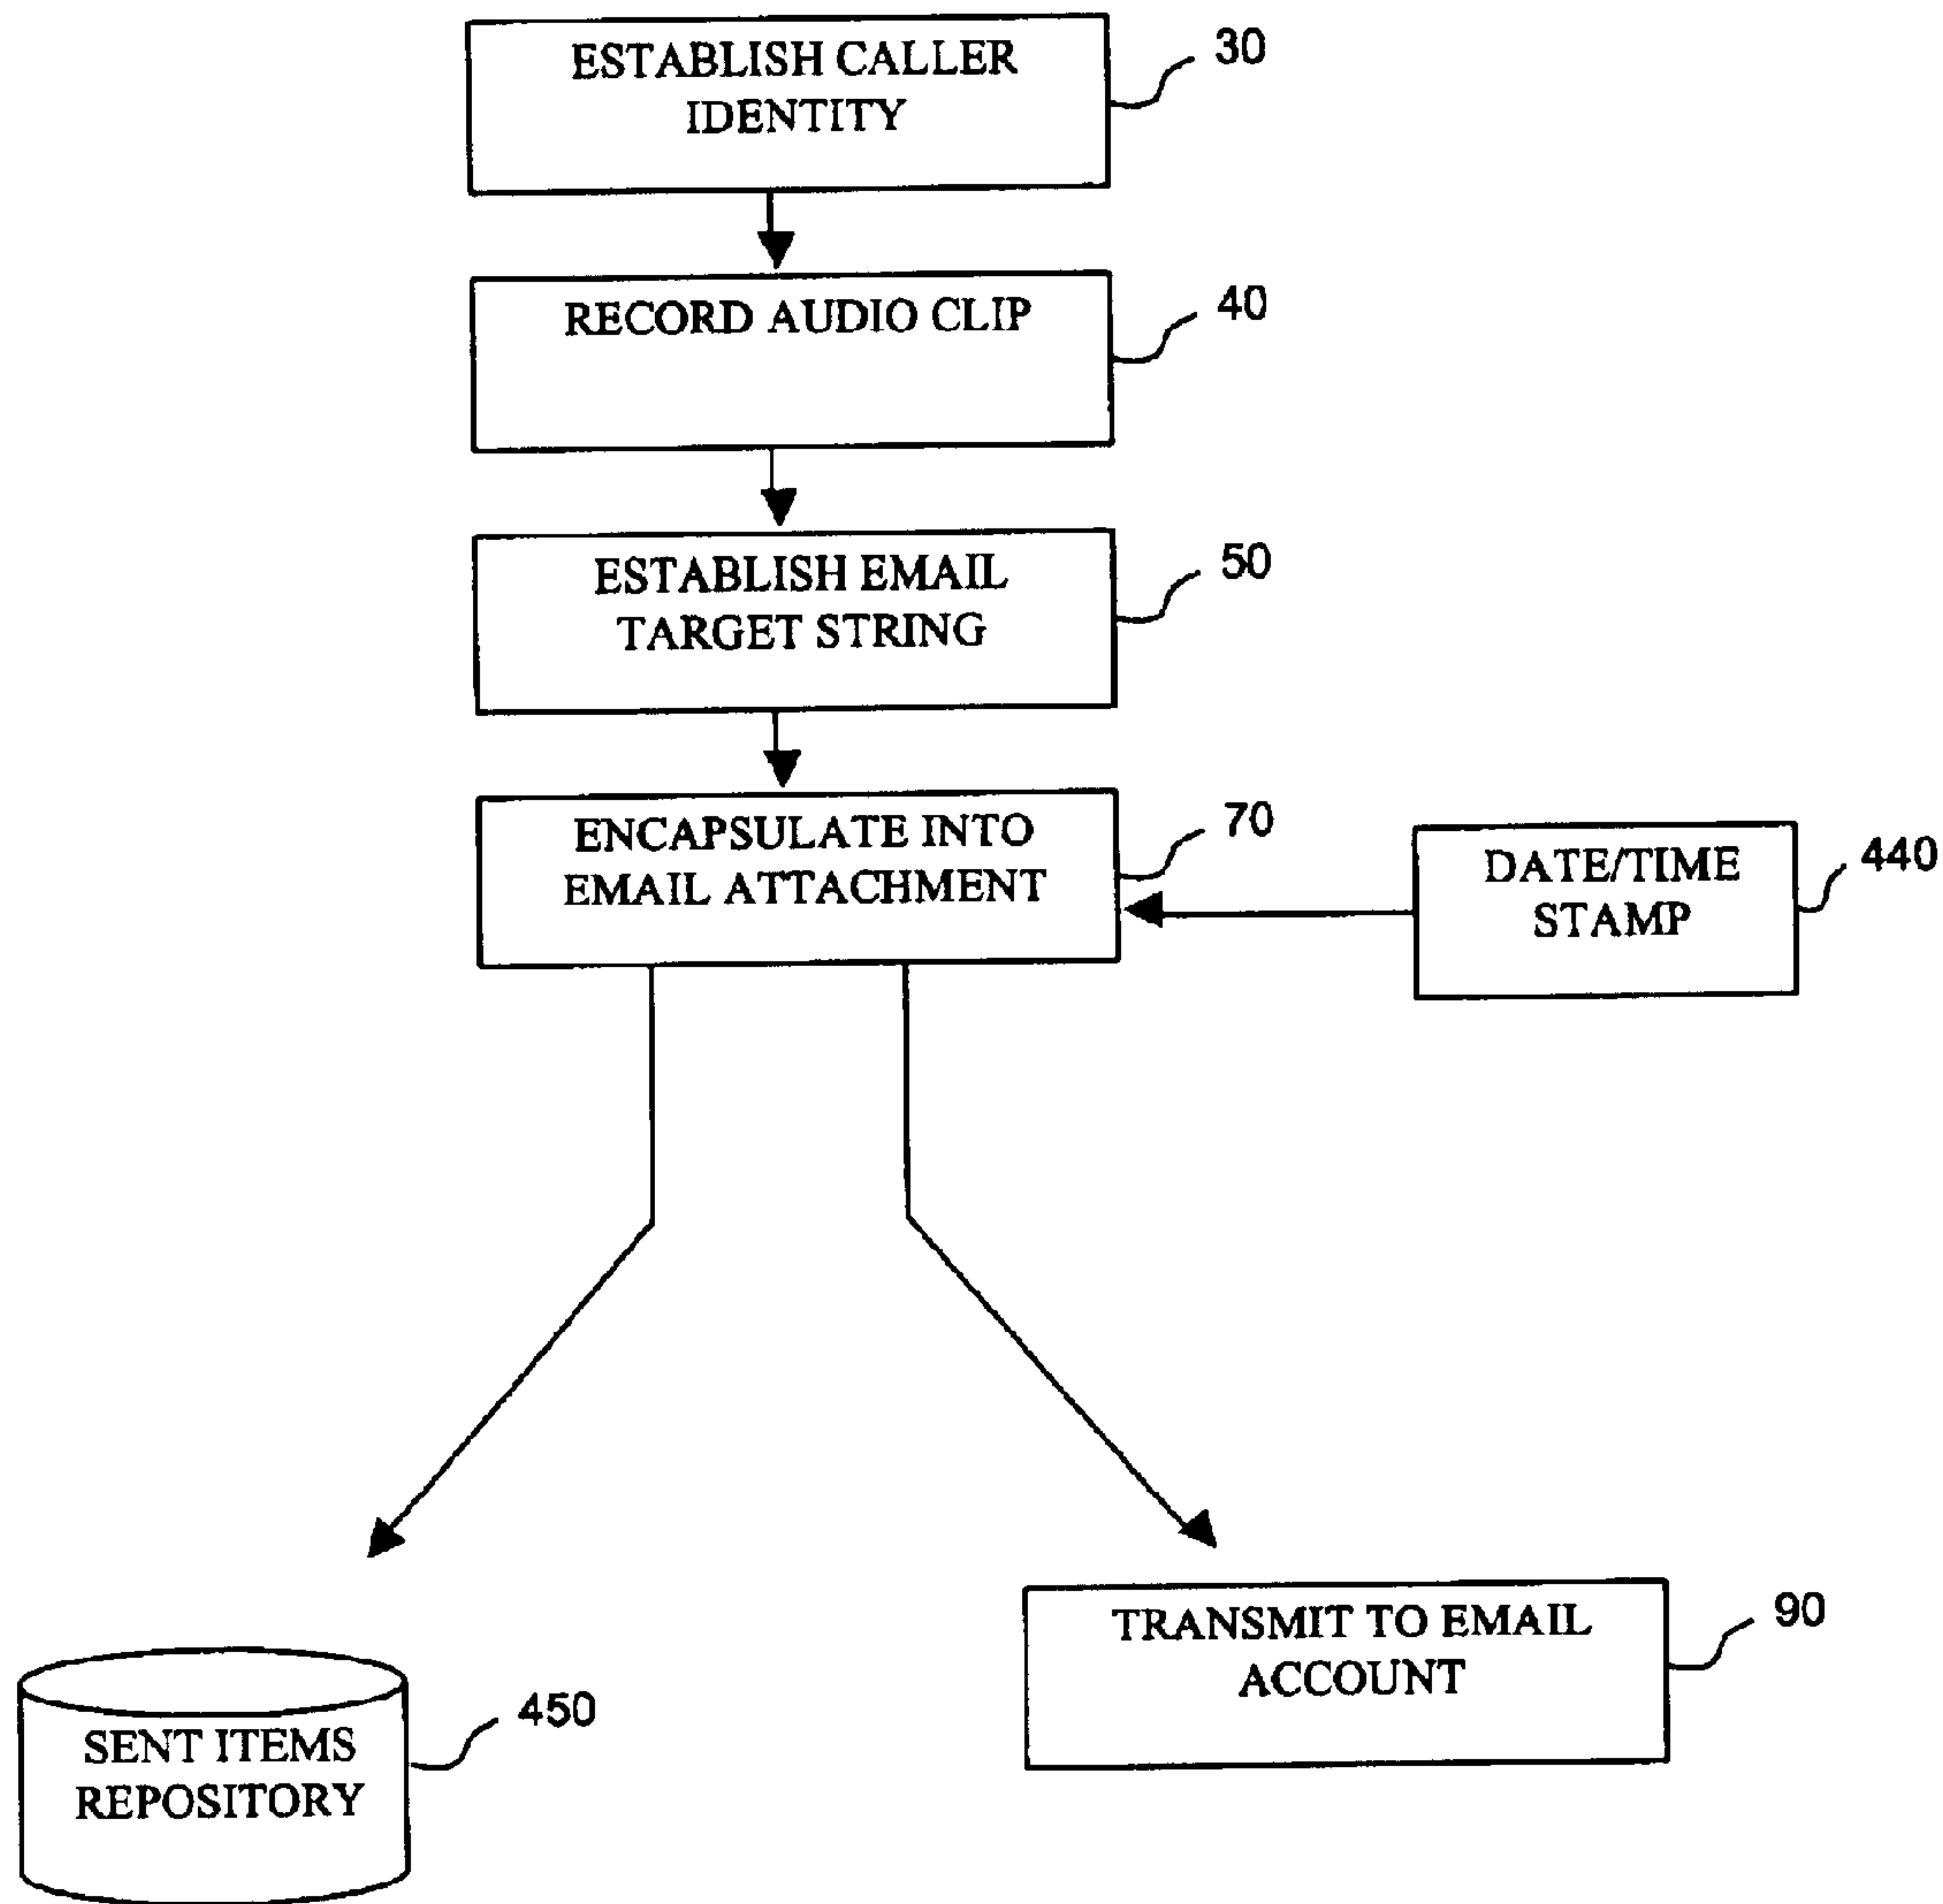 ESTABLISH CALLER
IDENTITY
30
RECORD AUDIO CLIP
40
ESTABLISH EMAIL
TARGET STRING
50
ENCAPSULATE INTO
EMAIL ATTACHMENT
70
DATE/TIME
STAMP
440
TRANSMIT TO EMAIL
ACCOUNT
90
SENT ITEMS
REPOSITORY
450